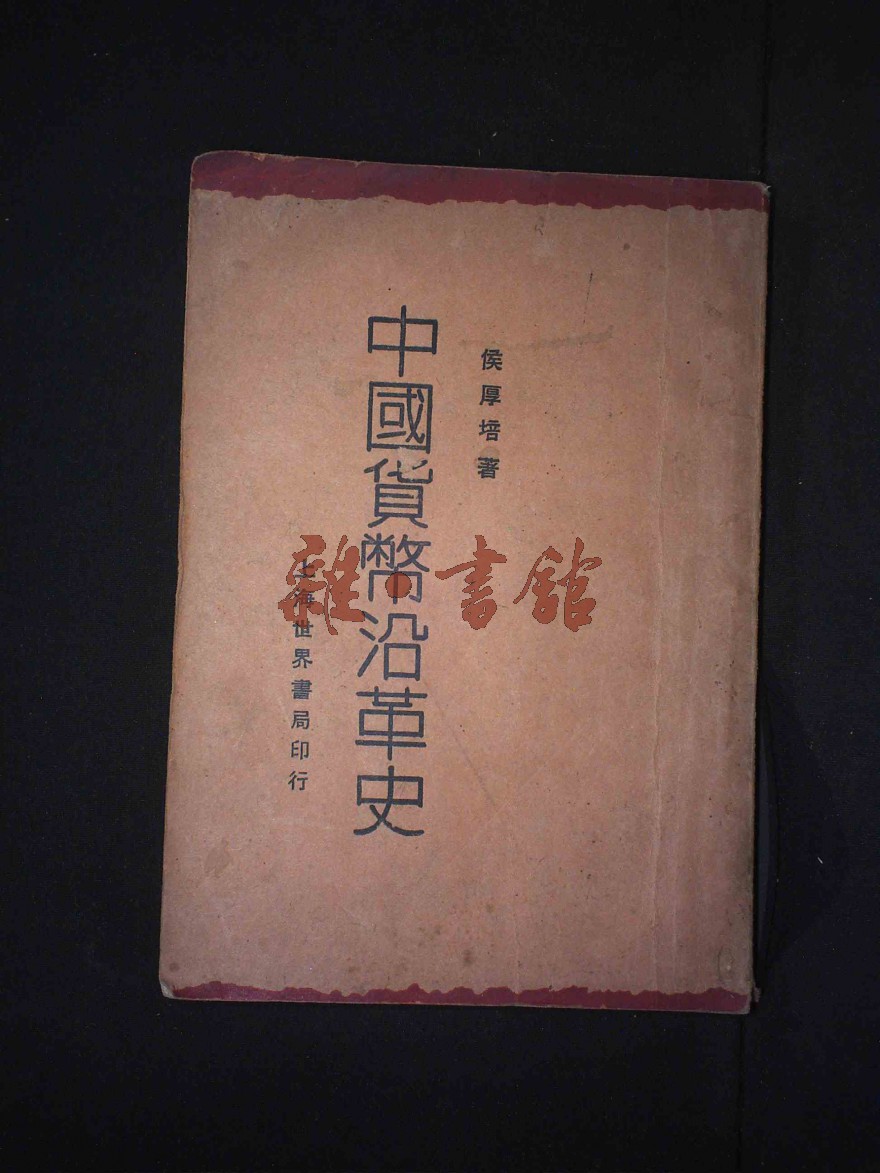 侯厚培著
中國貨幣沿革史
上海世界書局印行
雜·書館